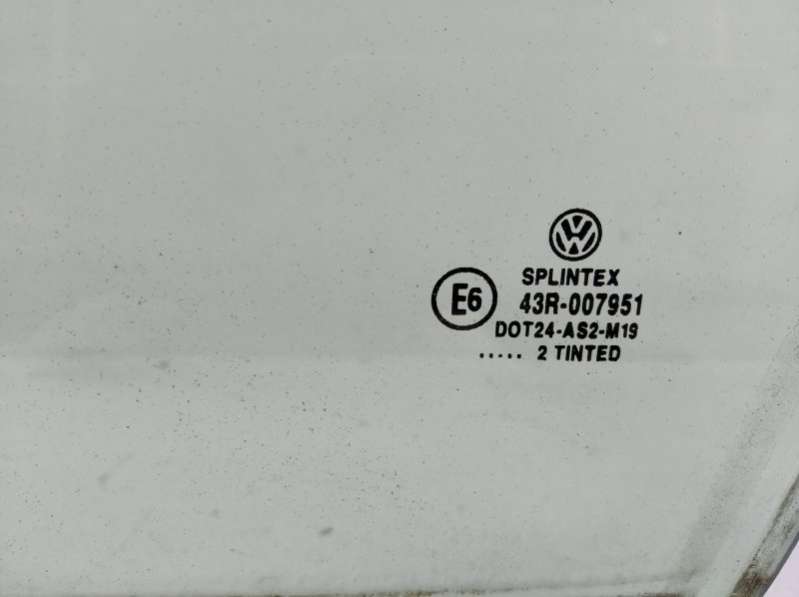 SPLINTEX
E6 43R-007951
DOT24-AS2-M19
..... 2 TINTED